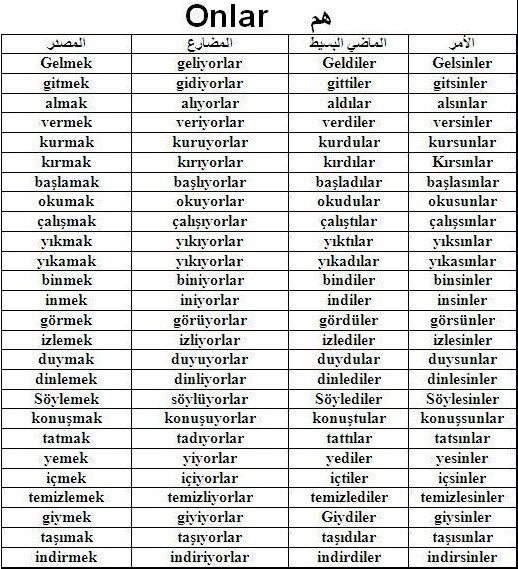 Onlar هم
المصدر المضارع الماضي البسيط الأمر
Gelmek geliyorlar Geldiler Gelsinler
gitmek gidiyorlar gittiler gitsinler
almak alıyorlar aldılar alsınlar
vermek veriyorlar verdiler versinler
kurmak kuruyorlar kurdular kursunlar
kırmak kırıyorlar kırdılar Kırsınlar
başlamak başlıyorlar başladılar başlasınlar
okumak okuyorlar okudular okusunlar
çalışmak çalışıyorlar çalıştılar çalışsınlar
yıkmak yıkıyorlar yıktılar yıksınlar
yıkamak yıkıyorlar yıkadılar yıkasınlar
binmek biniyorlar bindiler binsinler
inmek iniyorlar indiler insinler
görmek görüyorlar gördüler görsünler
izlemek izliyorlar izlediler izlesinler
duymak duyuyorlar duydular duysunlar
dinlemek dinliyorlar dinlediler dinlesinler
Söylemek söylüyorlar Söylediler Söylesinler
konuşmak konuşuyorlar konuştular konuşsunlar
tatmak tadıyorlar tattılar tatsınlar
yemek yiyorlar yediler yesinler
içmek içiyorlar içtiler içsinler
temizlemek temizliyorlar temizlediler temizlesinler
giymek giyiyorlar Giydiler giysinler
taşımak taşıyorlar taşıdılar taşısınlar
indirmek indiriyorlar indirdiler indirsinler